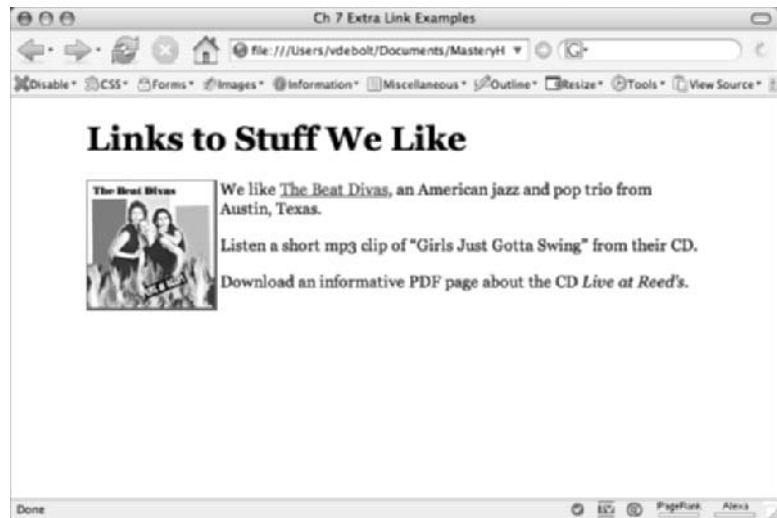 Ch 7 Extra Link Examples
file:///Users/vdebolt/Documents/MasteryH
G
Disable CSS Forms Images Information Miscellaneous Outline Resize Tools View Source
Links to Stuff We Like
The Beat Divas
We like The Beat Divas, an American jazz and pop trio from
Austin, Texas.
Listen a short mp3 clip of “Girls Just Gotta Swing” from their CD.
Download an informative PDF page about the CD Live at Reed’s.
Done
PageRank Alexa